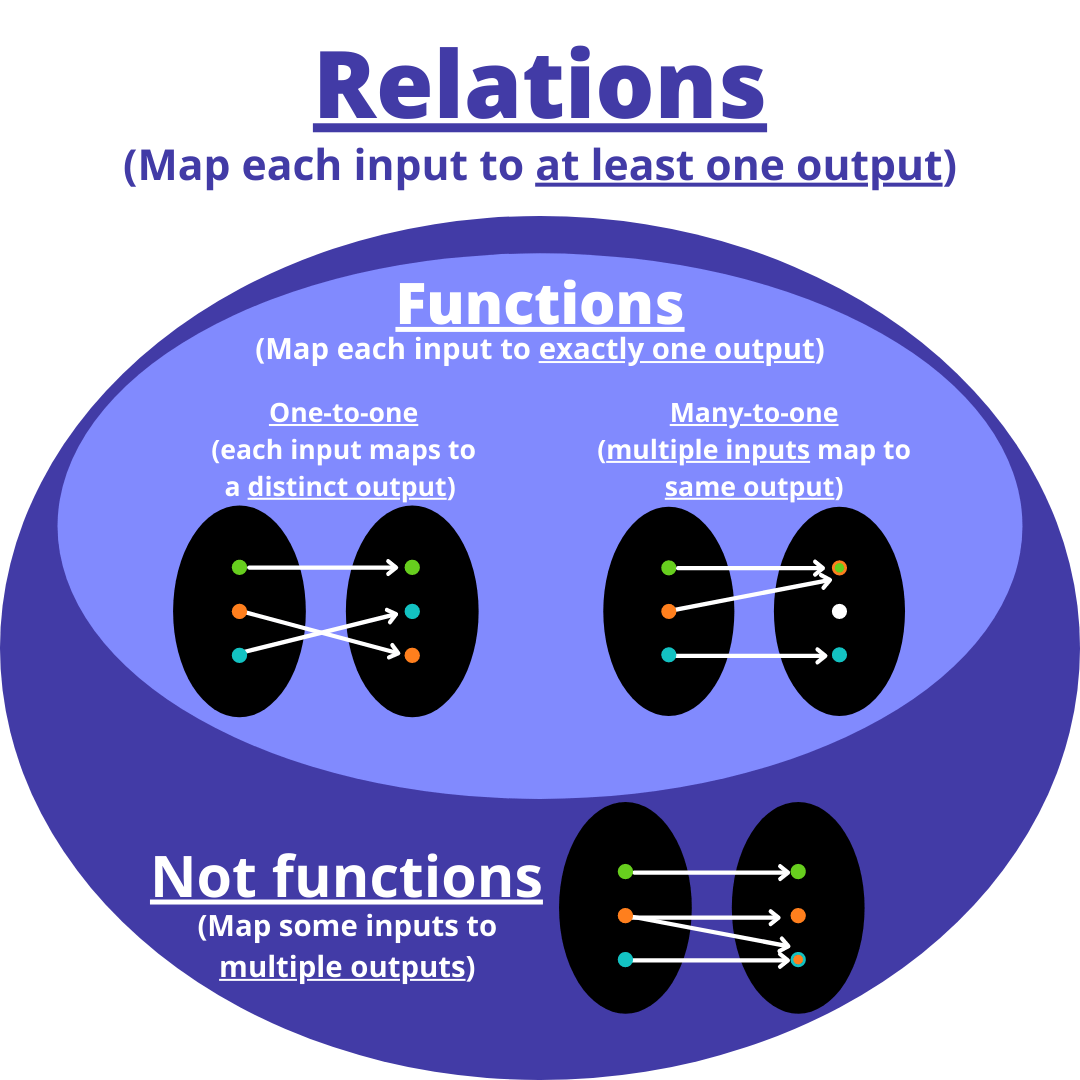 Relations
(Map each input to at least one output)
Functions
(Map each input to exactly one output)
One-to-one
(each input maps to
a distinct output)
Many-to-one
(multiple inputs map to
same output)
Not functions
(Map some inputs to
multiple outputs)